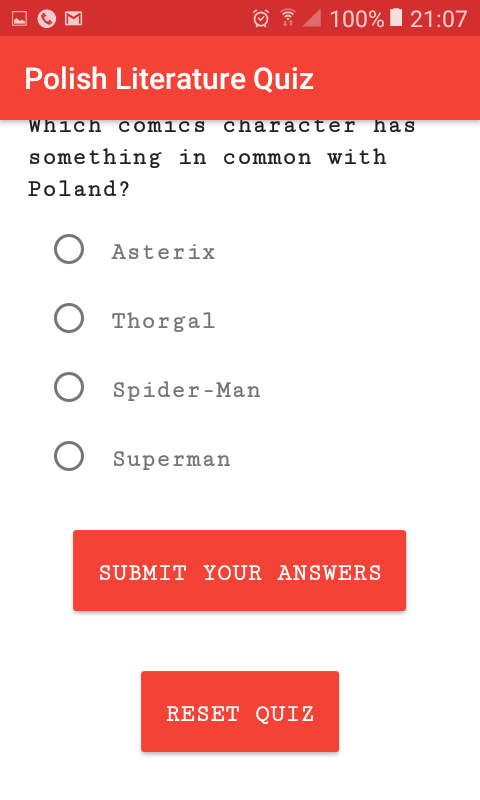 100% 21:07
Polish Literature Quiz
Which comics character has
something in common with
Poland?
Asterix
Thorgal
Spider-Man
Superman
SUBMIT YOUR ANSWERS
RESET QUIZ